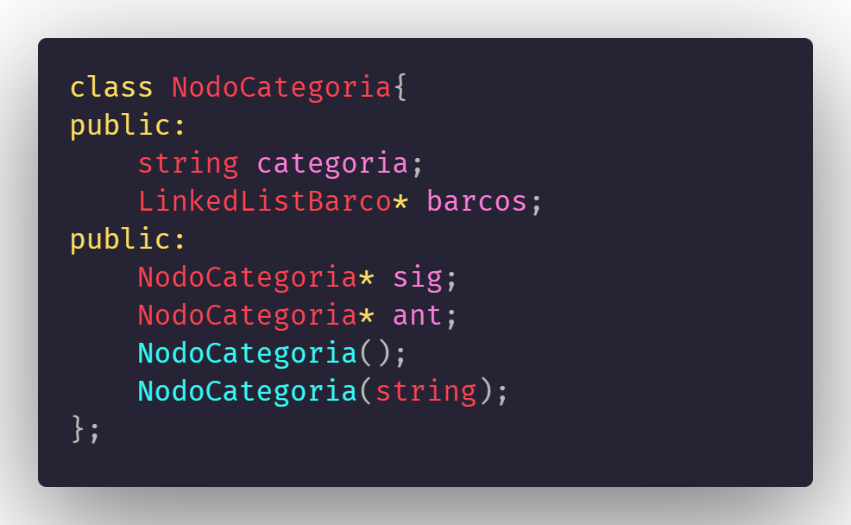 class NodoCategoria{
public:
    string categoria;
    LinkedListBarco* barcos;
public:
    NodoCategoria* sig;
    NodoCategoria* ant;
    NodoCategoria();
    NodoCategoria(string);
};